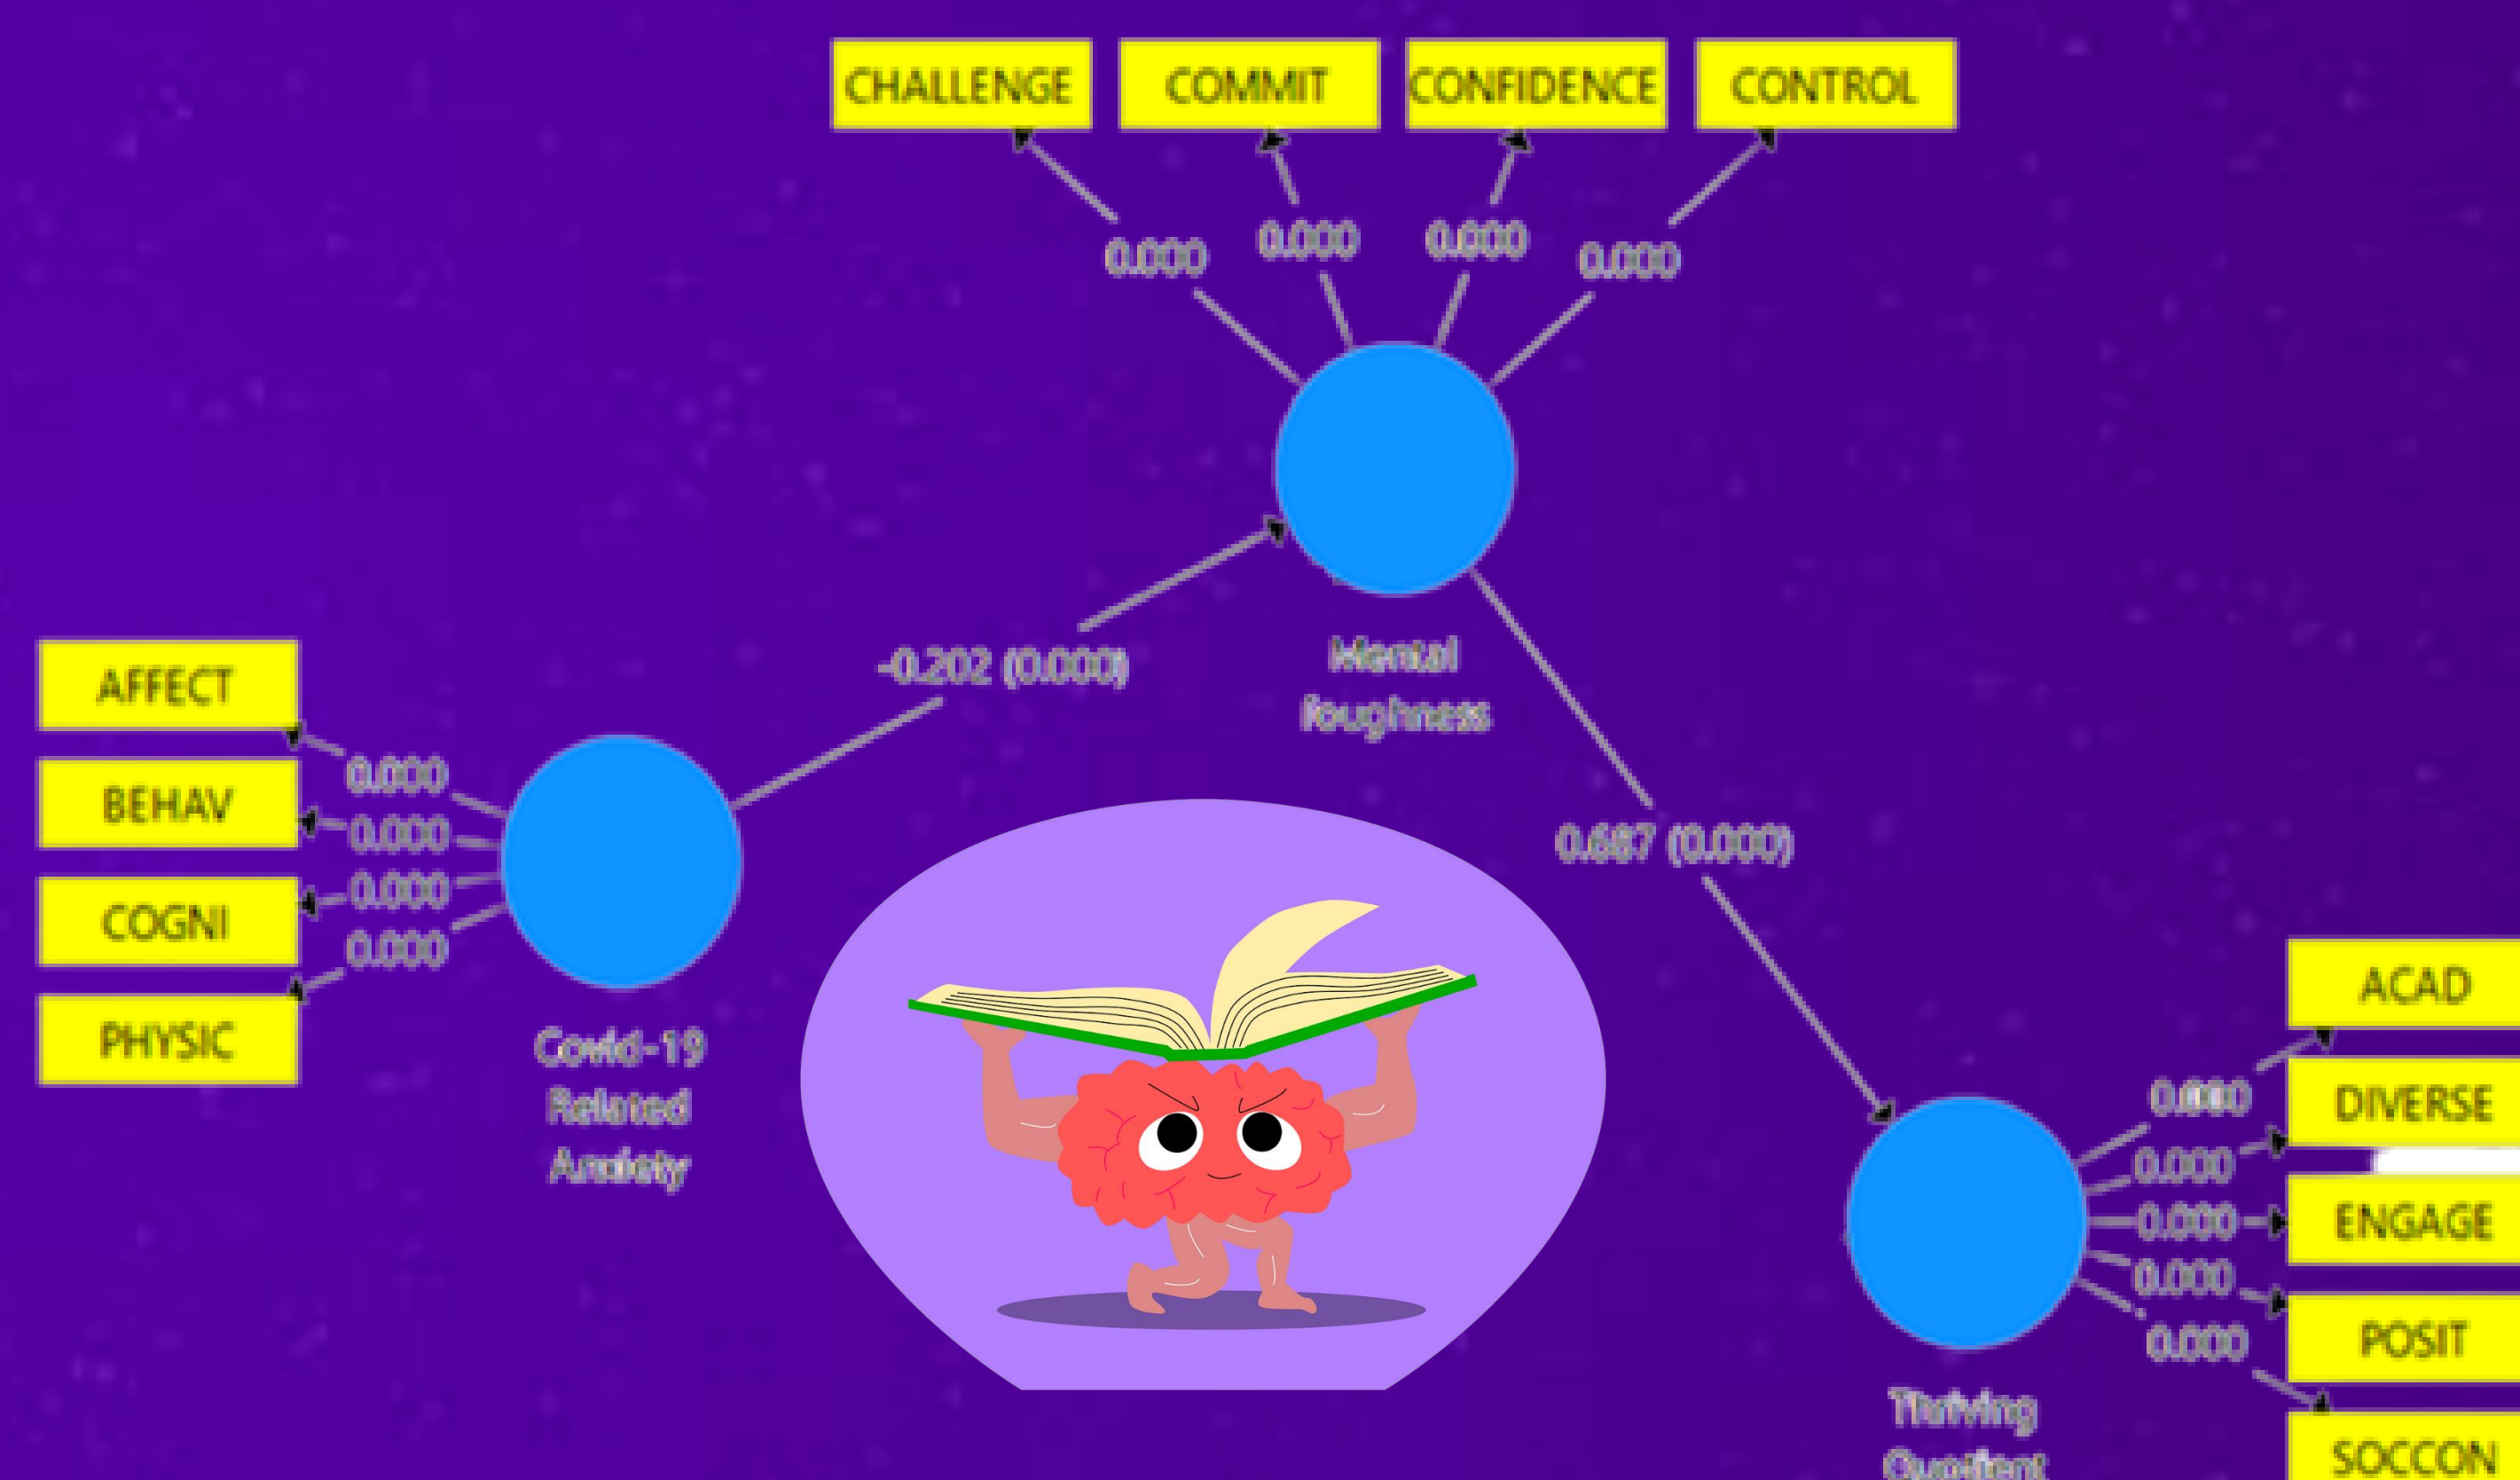 CHALLENGE COMMIT CONFIDENCE CONTROL
0.000 0.000 0.000 0.000
Mental
Toughness
-0.202 (0.000)
AFFECT
BEHAV
COGNI
PHYSIC
0.000
0.000
0.000
0.000
Covid-19
Related
Anxiety
0.687 (0.000)
ACAD
DIVERSE
ENGAGE
POSIT
SOCCON
0.000
0.000
0.000
0.000
0.000
Thriving
Quotient